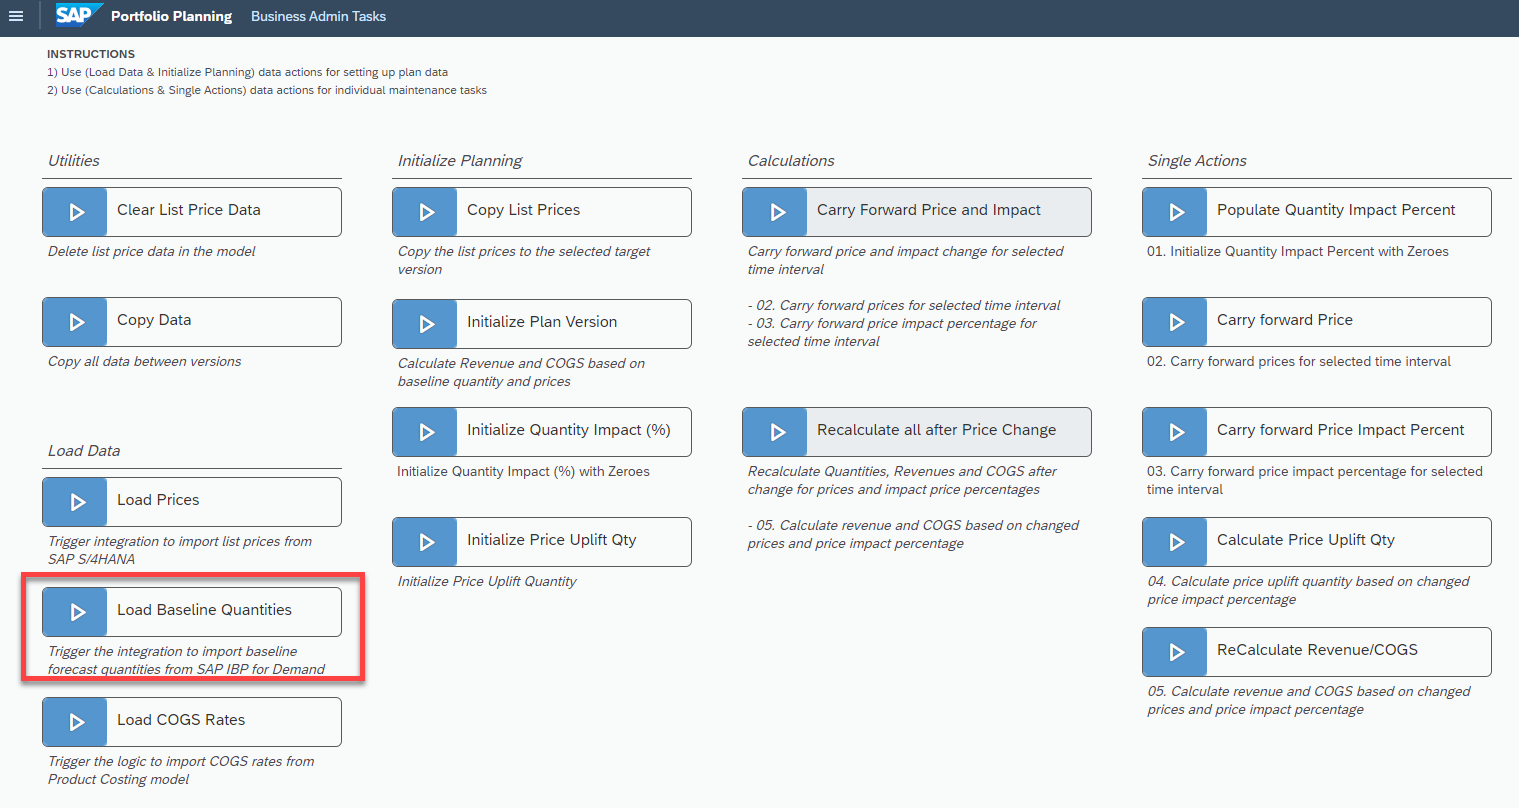 SAP Portfolio Planning Business Admin Tasks
INSTRUCTIONS
1) Use (Load Data & Initialize Planning) data actions for setting up plan data
2) Use (Calculations & Single Actions) data actions for individual maintenance tasks
Utilities
Clear List Price Data
Delete list price data in the model
Copy Data
Copy all data between versions
Load Data
Load Prices
Trigger integration to import list prices from
SAP S/4HANA
Load Baseline Quantities
Trigger the integration to import baseline
forecast quantities from SAP IBP for Demand
Load COGS Rates
Trigger the logic to import COGS rates from
Product Costing model
Initialize Planning
Copy List Prices
Copy the list prices to the selected target
version
Initialize Plan Version
Calculate Revenue and COGS based on
baseline quantity and prices
Initialize Quantity Impact (%)
Initialize Quantity Impact (%) with Zeroes
Initialize Price Uplift Qty
Initialize Price Uplift Quantity
Calculations
Carry Forward Price and Impact
Carry forward price and impact change for selected
time interval
- 02. Carry forward prices for selected time interval
- 03. Carry forward price impact percentage for
selected time interval
Recalculate all after Price Change
Recalculate Quantities, Revenues and COGS after
change for prices and impact price percentages
- 05. Calculate revenue and COGS based on changed
prices and price impact percentage
Single Actions
Populate Quantity Impact Percent
01. Initialize Quantity Impact Percent with Zeroes
Carry forward Price
02. Carry forward prices for selected time interval
Carry forward Price Impact Percent
03. Carry forward price impact percentage for selected
time interval
Calculate Price Uplift Qty
04. Calculate price uplift quantity based on changed
price impact percentage
ReCalculate Revenue/COGS
05. Calculate revenue and COGS based on changed
prices and price impact percentage